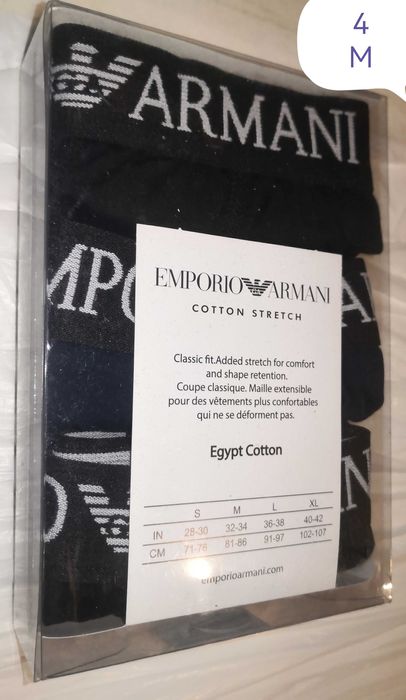 4
M
ARMANI
MPO
A
EMPORIO ARMANI
COTTON STRETCH
Classic fit.Added stretch for comfort
and shape retention.
Coupe classique. Maille extensible
pour des vêtements plus confortables
qui ne se déforment pas.
Egypt Cotton
S M L XL
IN 28-30 32-34 36-38 40-42
CM 71-76 81-86 91-97 102-107
emporioarmani.com
O
N